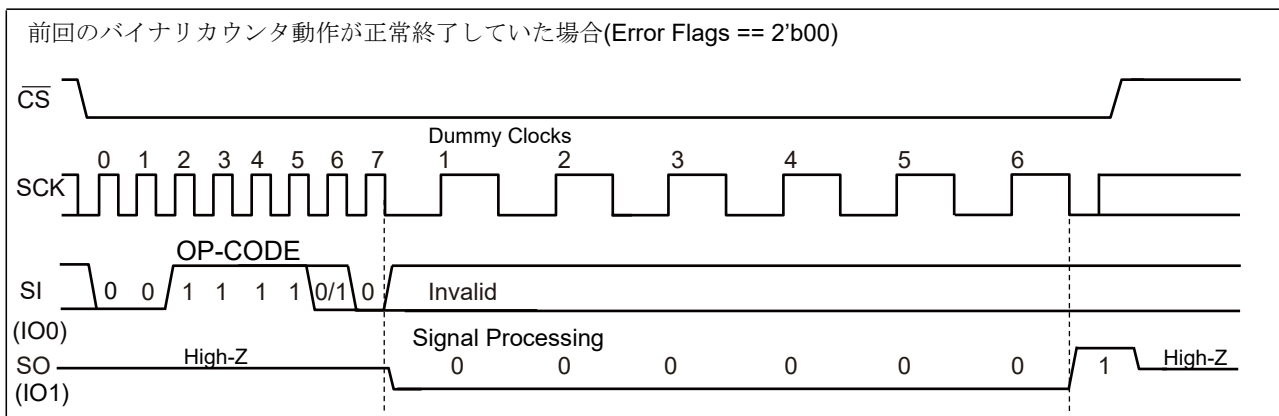 前回のバイナリカウンタ動作が正常終了していた場合(Error Flags == 2'b00)
CS
Dummy Clocks
0 1 2 3 4 5 6 7 1 2 3 4 5 6
SCK
OP-CODE
SI 0 0 1 1 1 1 0/1 0 Invalid
(IO0)
Signal Processing
SO High-Z 0 0 0 0 0 0 1 High-Z
(IO1)